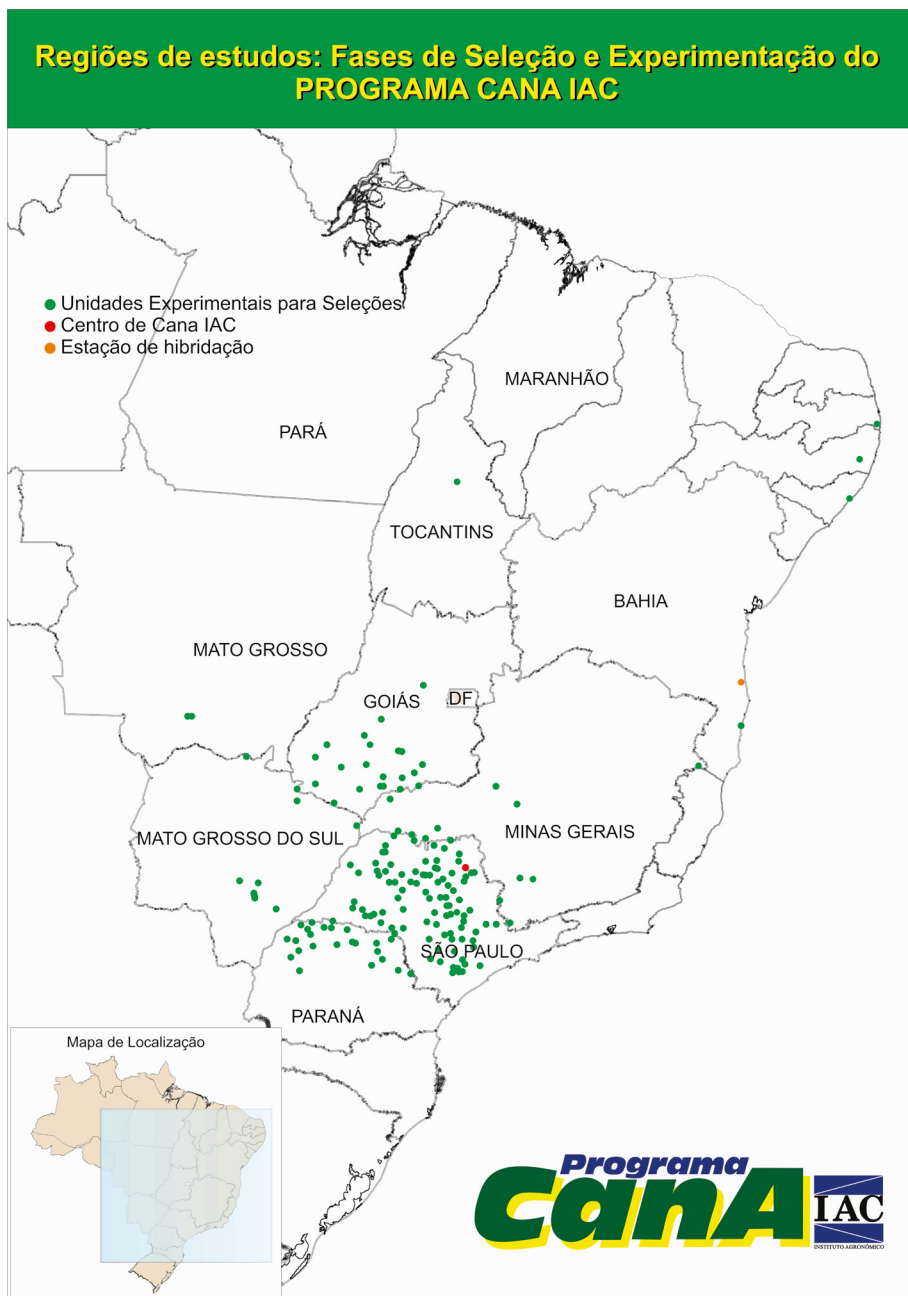 Regiões de estudos: Fases de Seleção e Experimentação do
PROGRAMA CANA IAC
Unidades Experimentais para Seleções
Centro de Cana IAC
Estação de hibridação
MARANHÃO
PARÁ
TOCANTINS
BAHIA
MATO GROSSO
GOIÁS
DF
MATO GROSSO DO SUL
MINAS GERAIS
SÃO PAULO
PARANÁ
Mapa de Localização
Programa
CanA
IAC
INSTITUTO AGRONÔMICO